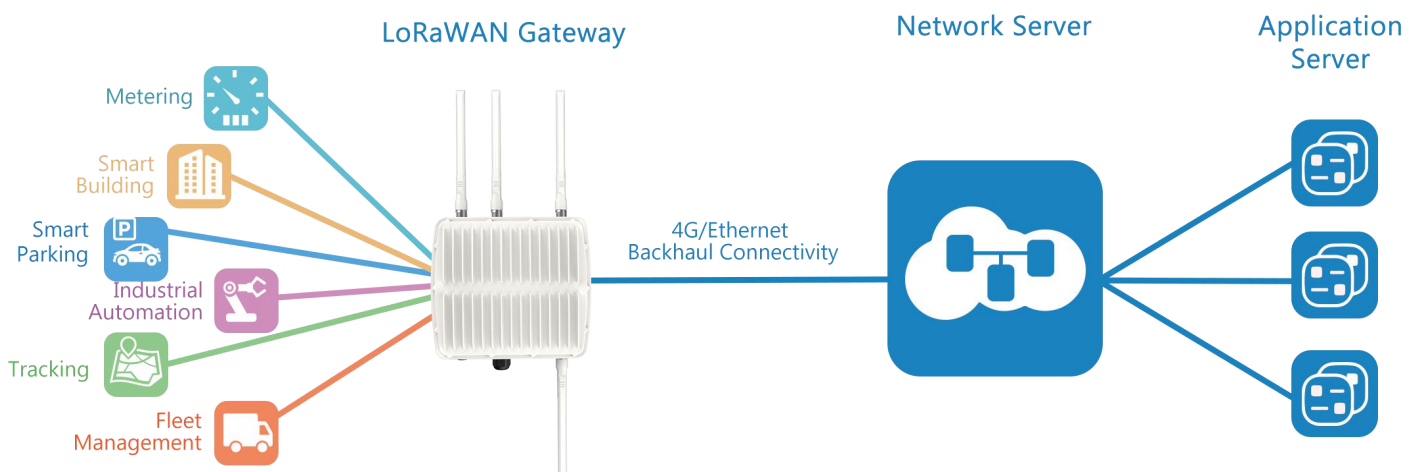 LoRaWAN Gateway
Network Server
Application
Server
Metering
Smart
Building
Smart
Parking
P
Industrial
Automation
Tracking
Fleet
Management
4G/Ethernet
Backhaul Connectivity